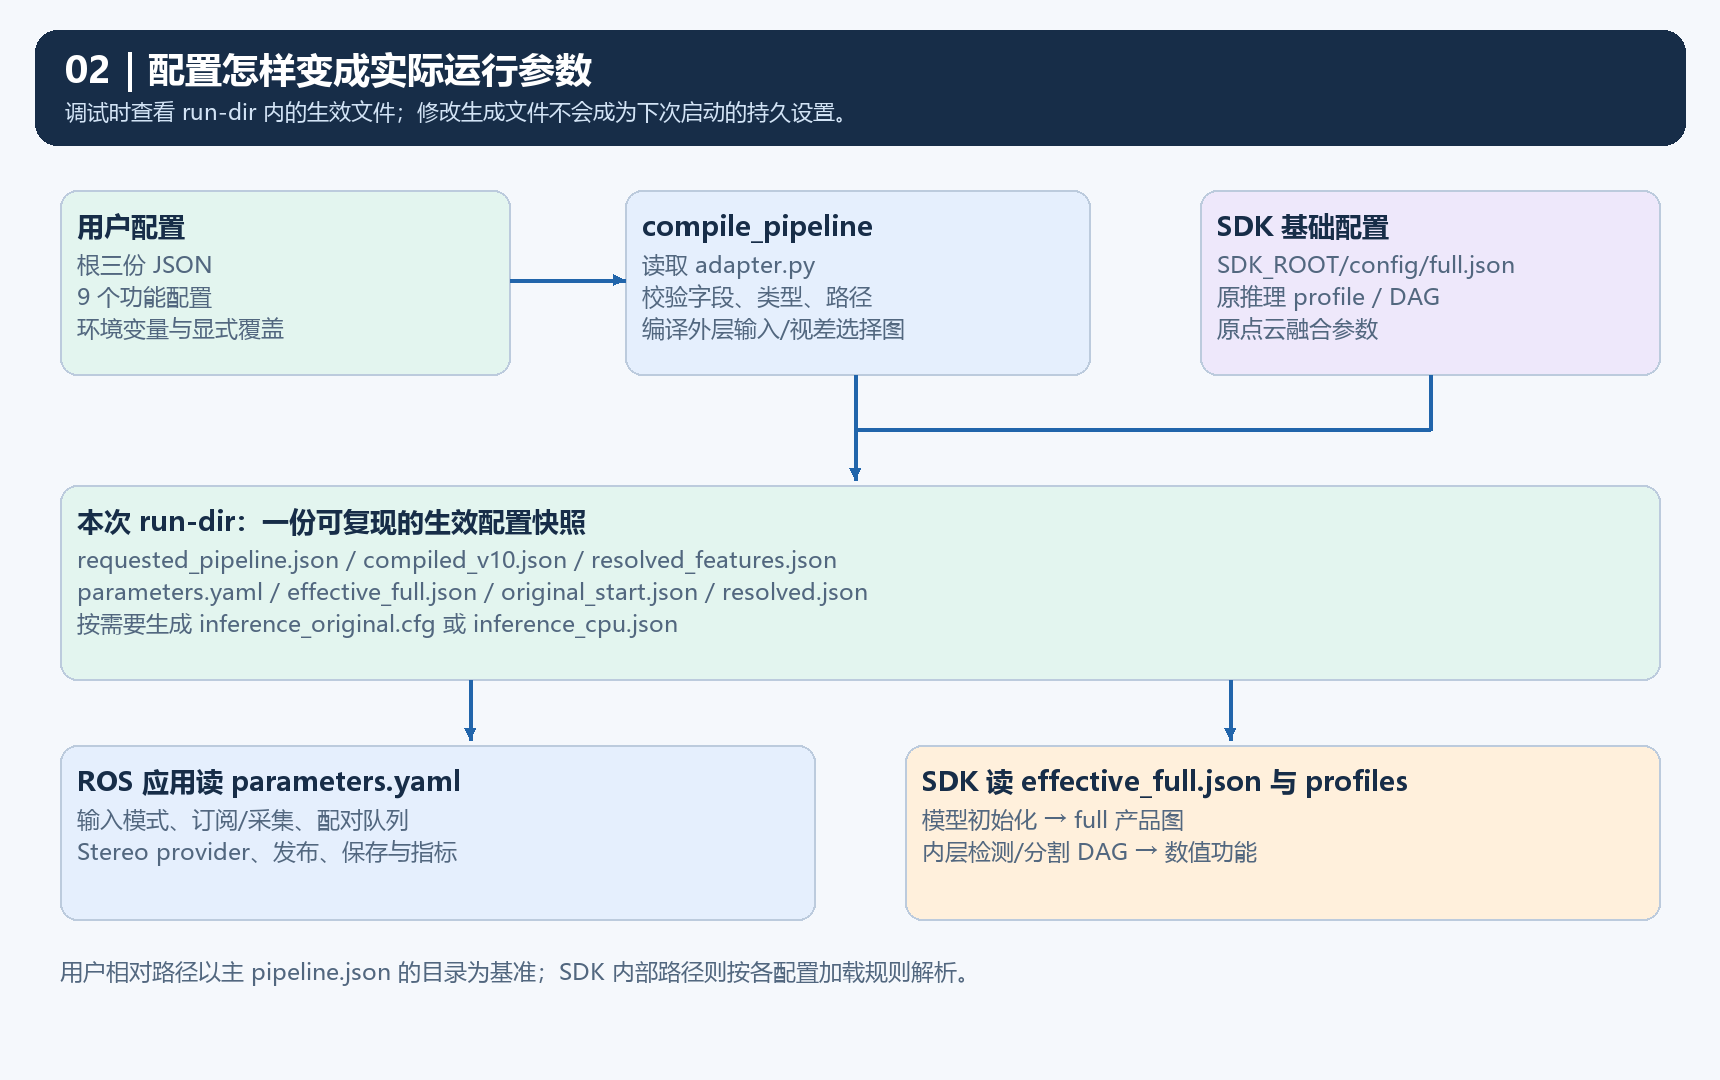 02｜配置怎样变成实际运行参数
调试时查看 run-dir 内的生效文件；修改生成文件不会成为下次启动的持久设置。
用户配置
根三份 JSON
9 个功能配置
环境变量与显式覆盖
compile_pipeline
读取 adapter.py
校验字段、类型、路径
编译外层输入/视差选择图
SDK 基础配置
SDK_ROOT/config/full.json
原推理 profile / DAG
原点云融合参数
本次 run-dir：一份可复现的生效配置快照
requested_pipeline.json / compiled_v10.json / resolved_features.json
parameters.yaml / effective_full.json / original_start.json / resolved.json
按需要生成 inference_original.cfg 或 inference_cpu.json
ROS 应用读 parameters.yaml
输入模式、订阅/采集、配对队列
Stereo provider、发布、保存与指标
SDK 读 effective_full.json 与 profiles
模型初始化 → full 产品图
内层检测/分割 DAG → 数值功能
用户相对路径以主 pipeline.json 的目录为基准；SDK 内部路径则按各配置加载规则解析。